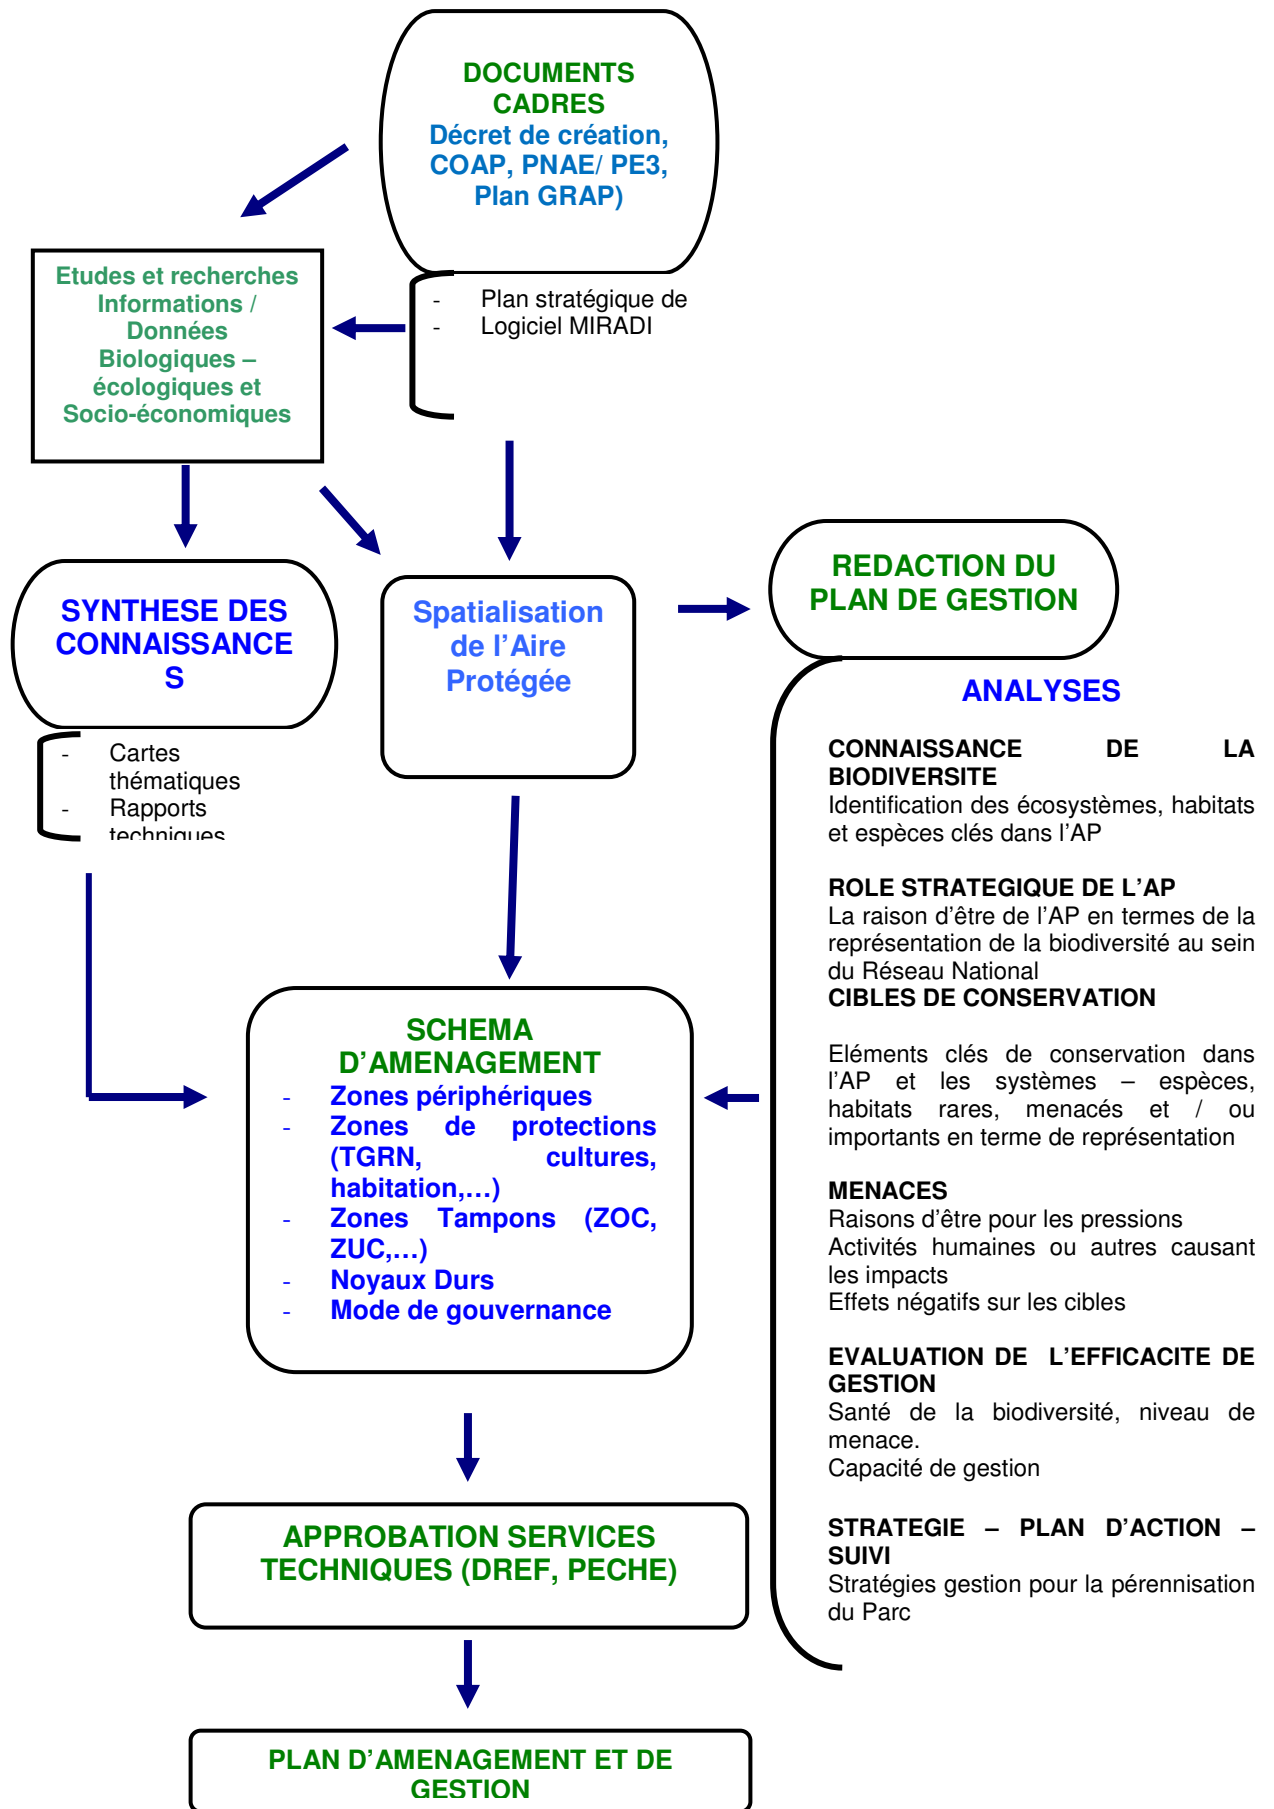 DOCUMENTS
CADRES
Décret de création,
COAP, PNAE/ PE3,
Plan GRAP)
- Plan stratégique de
- Logiciel MIRADI
Etudes et recherches
Informations /
Données
Biologiques –
écologiques et
Socio-économiques
SYNTHESE DES
CONNAISSANCE
S
- Cartes
thématiques
- Rapports
techniques
Spatialisation
de l’Aire
Protégée
REDACTION DU
PLAN DE GESTION
ANALYSES
CONNAISSANCE DE LA
BIODIVERSITE
Identification des écosystèmes, habitats
et espèces clés dans l’AP
ROLE STRATEGIQUE DE L’AP
La raison d’être de l’AP en termes de la
représentation de la biodiversité au sein
du Réseau National
CIBLES DE CONSERVATION
Eléments clés de conservation dans
l’AP et les systèmes – espèces,
habitats rares, menacés et / ou
importants en terme de représentation
MENACES
Raisons d’être pour les pressions
Activités humaines ou autres causant
les impacts
Effets négatifs sur les cibles
EVALUATION DE L’EFFICACITE DE
GESTION
Santé de la biodiversité, niveau de
menace.
Capacité de gestion
STRATEGIE – PLAN D’ACTION –
SUIVI
Stratégies gestion pour la pérennisation
du Parc
SCHEMA
D’AMENAGEMENT
- Zones périphériques
- Zones de protections
(TGRN, cultures,
habitation,…)
- Zones Tampons (ZOC,
ZUC,…)
- Noyaux Durs
- Mode de gouvernance
APPROBATION SERVICES
TECHNIQUES (DREF, PECHE)
PLAN D’AMENAGEMENT ET DE
GESTION